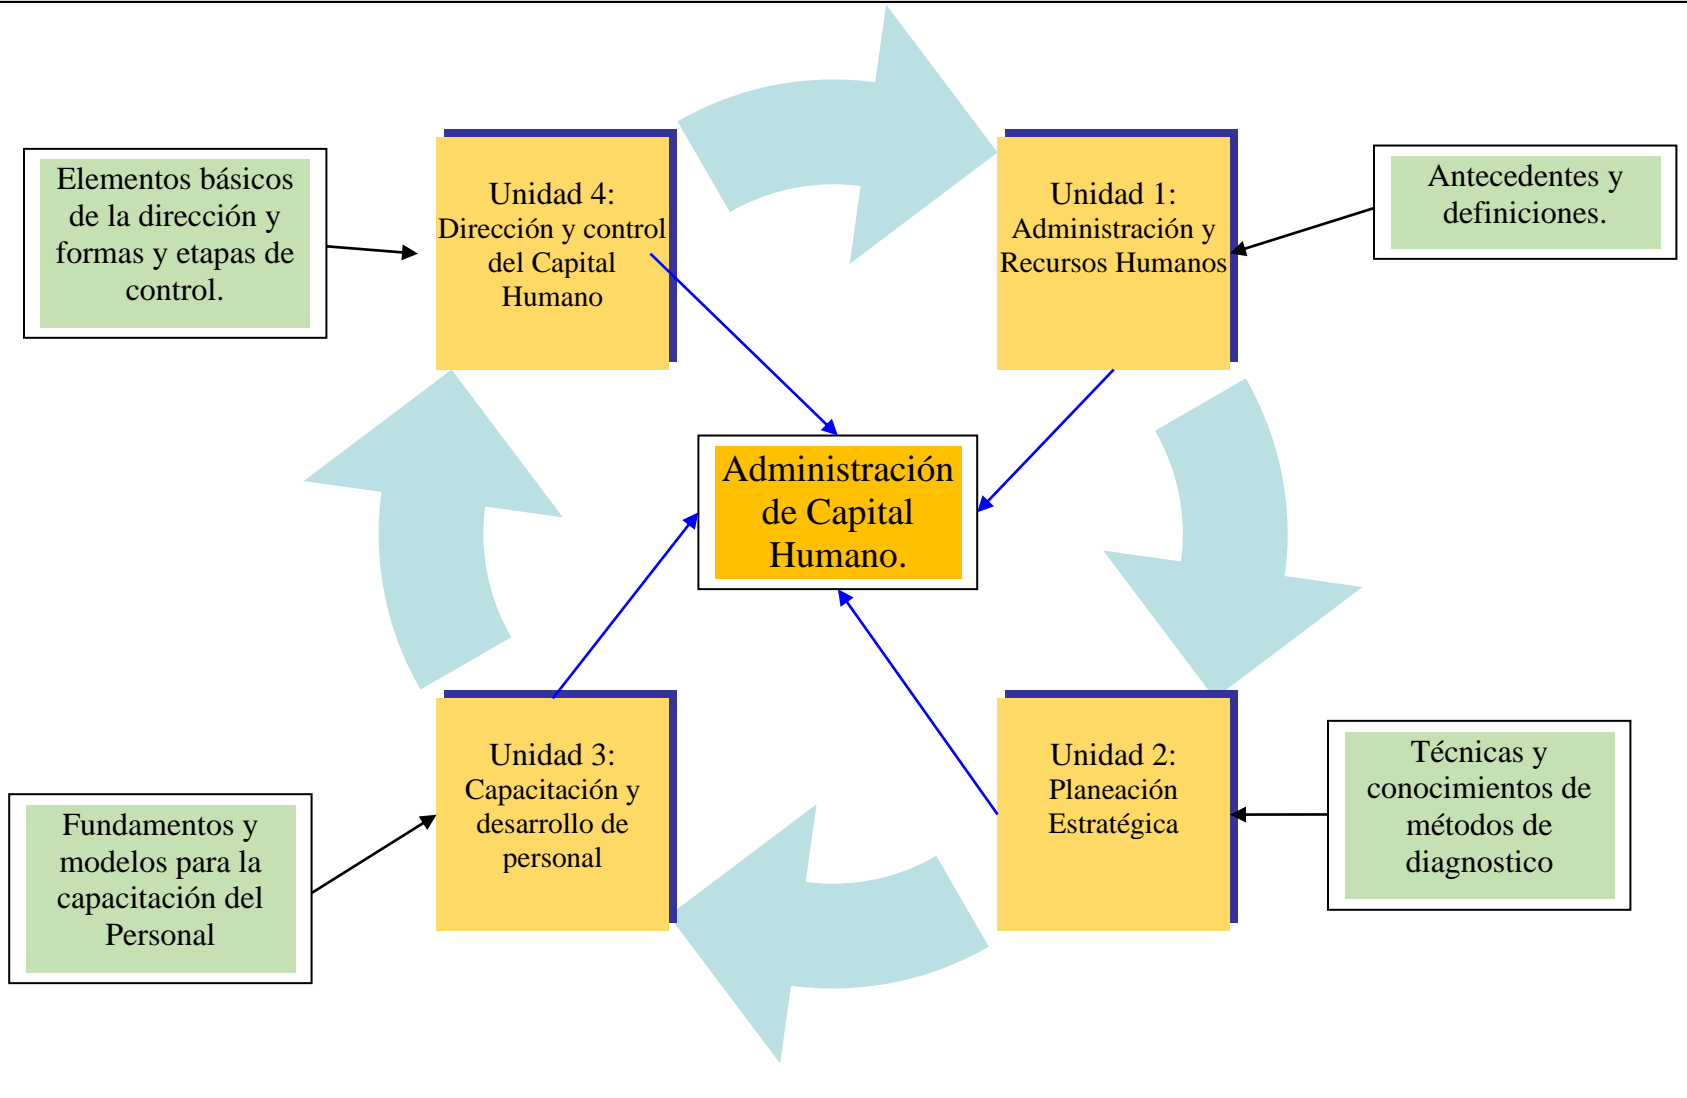 Elementos básicos
de la dirección y
formas y etapas de
control.
Unidad 4:
Dirección y control
del Capital
Humano
Unidad 1:
Administración y
Recursos Humanos
Antecedentes y
definiciones.
Administración
de Capital
Humano.
Fundamentos y
modelos para la
capacitación del
Personal
Unidad 3:
Capacitación y
desarrollo de
personal
Unidad 2:
Planeación
Estratégica
Técnicas y
conocimientos de
métodos de
diagnostico